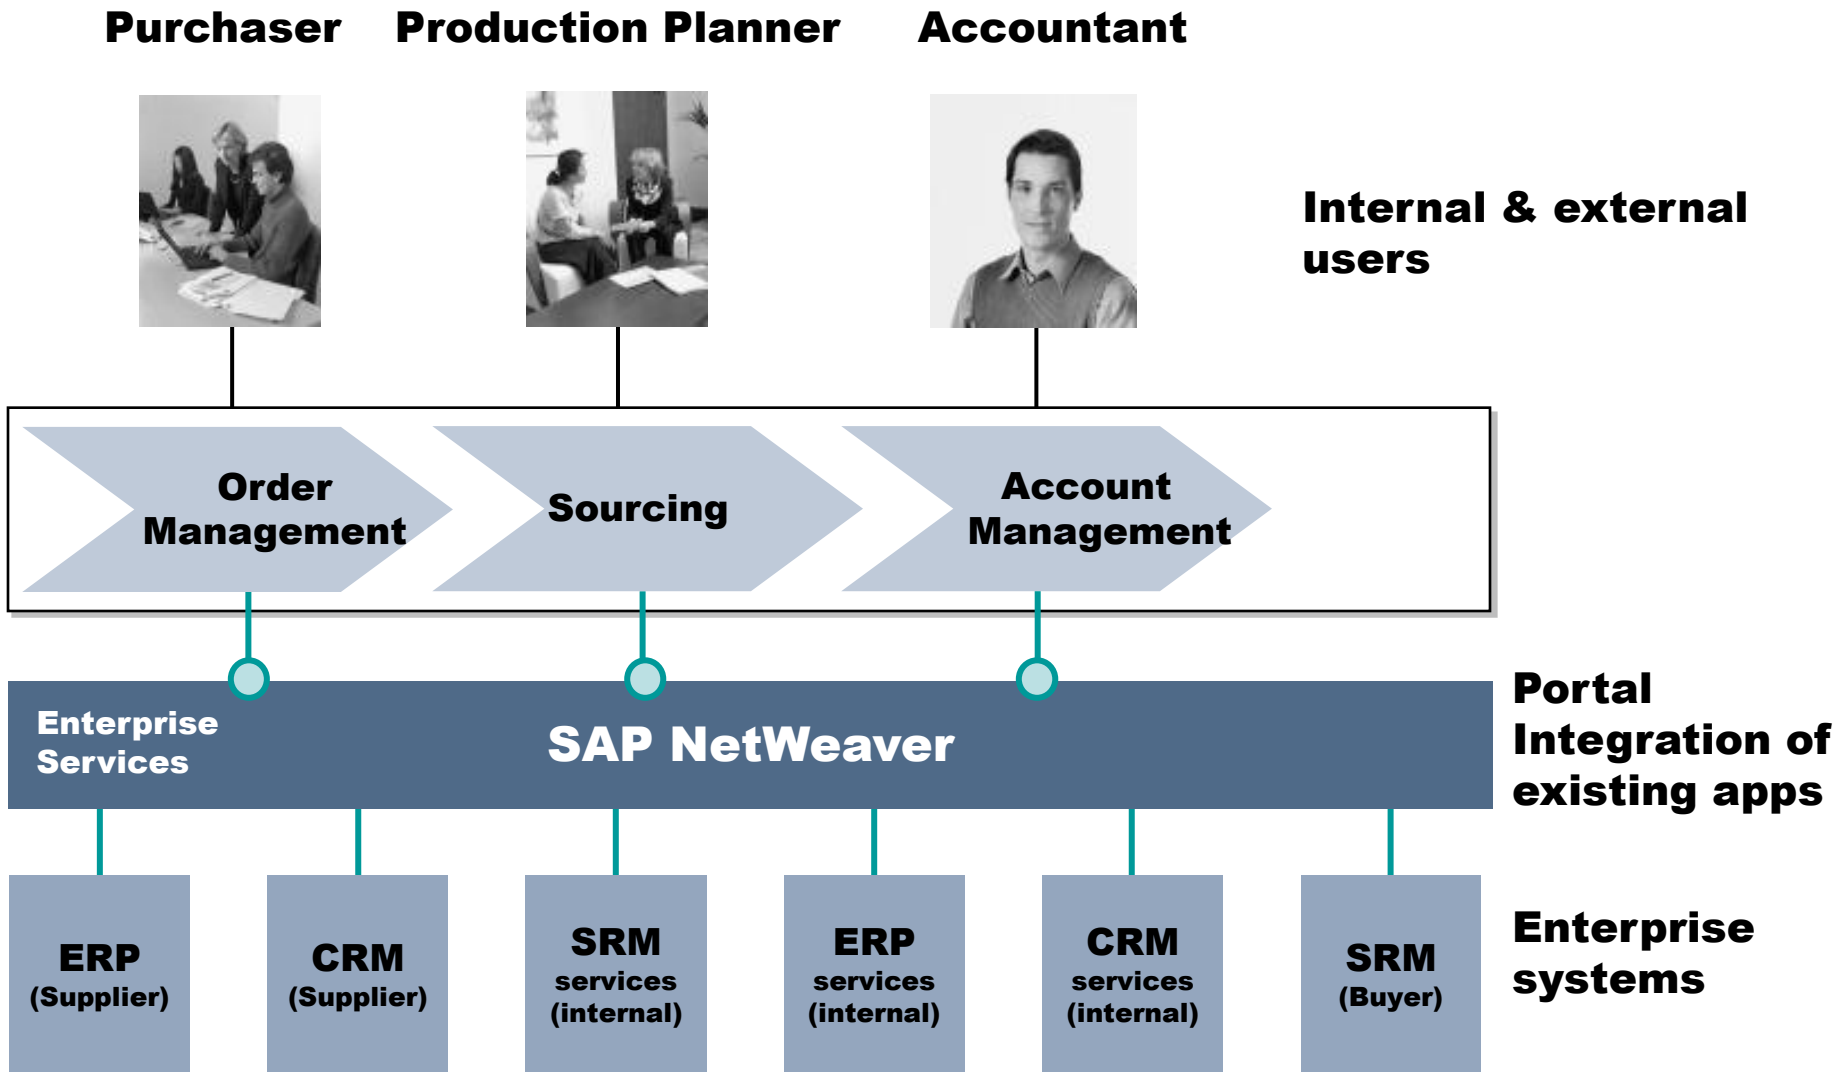 Purchaser
Production Planner
Accountant
Internal & external
users
Order
Management
Sourcing
Account
Management
Enterprise
Services
SAP NetWeaver
Portal
Integration of
existing apps
ERP
(Supplier)
CRM
(Supplier)
SRM
services
(internal)
ERP
services
(internal)
CRM
services
(internal)
SRM
(Buyer)
Enterprise
systems